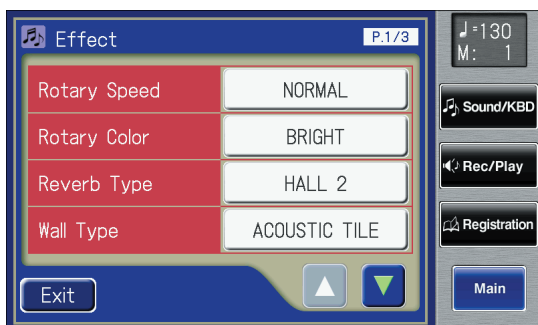 Effect P.1/3
Rotary Speed NORMAL
Rotary Color BRIGHT
Reverb Type HALL 2
Wall Type ACOUSTIC TILE
Exit
♩=130
M: 1
Sound/KBD
Rec/Play
Registration
Main